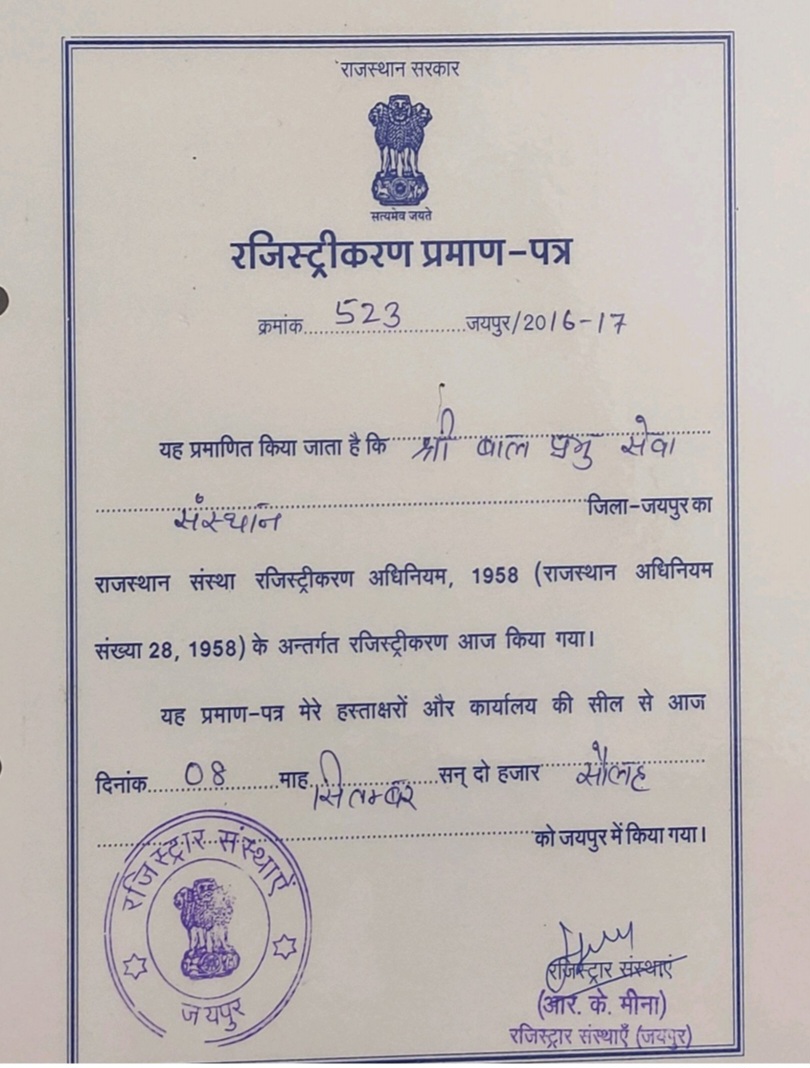 राजस्थान सरकार
सत्यमेव जयते
रजिस्ट्रीकरण प्रमाण-पत्र
क्रमांक....523....जयपुर/2016-17
यह प्रमाणित किया जाता है कि श्री बाल प्रभु सेवा
संस्थान जिला-जयपुर का
राजस्थान संस्था रजिस्ट्रीकरण अधिनियम, 1958 (राजस्थान अधिनियम
संख्या 28, 1958) के अन्तर्गत रजिस्ट्रीकरण आज किया गया।
यह प्रमाण-पत्र मेरे हस्ताक्षरों और कार्यालय की सील से आज
दिनांक....08....माह सितम्बर सन् दो हजार सौलह
को जयपुर में किया गया।
रजिस्ट्रार संस्थाऐं
जयपुर
रजिस्ट्रार संस्थाएं
(आर. के. मीना)
रजिस्ट्रार संस्थाएँ (जयपुर)